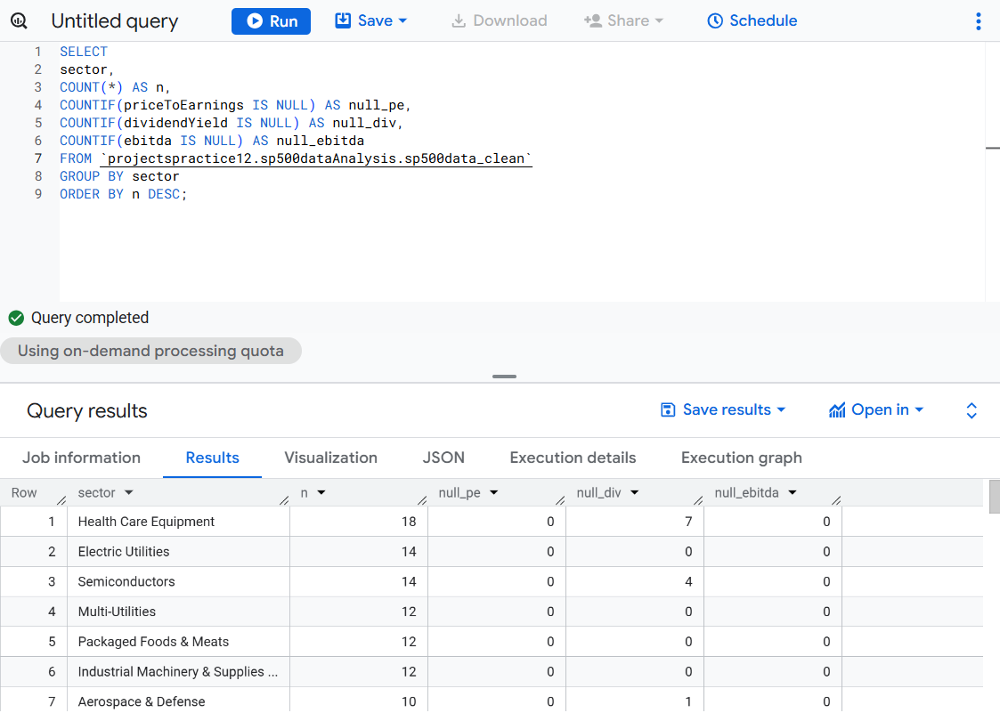 Untitled query Run Save Download Share Schedule
1 SELECT
2 sector,
3 COUNT(*) AS n,
4 COUNTIF(priceToEarnings IS NULL) AS null_pe,
5 COUNTIF(dividendYield IS NULL) AS null_div,
6 COUNTIF(ebitda IS NULL) AS null_ebitda
7 FROM `projectspractice12.sp500dataAnalysis.sp500data_clean`
8 GROUP BY sector
9 ORDER BY n DESC;
Query completed
Using on-demand processing quota
Query results Save results Open in
Job information Results Visualization JSON Execution details Execution graph
Row sector n null_pe null_div null_ebitda
1 Health Care Equipment 18 0 7 0
2 Electric Utilities 14 0 0 0
3 Semiconductors 14 0 4 0
4 Multi-Utilities 12 0 0 0
5 Packaged Foods & Meats 12 0 0 0
6 Industrial Machinery & Supplies ... 12 0 0 0
7 Aerospace & Defense 10 0 1 0